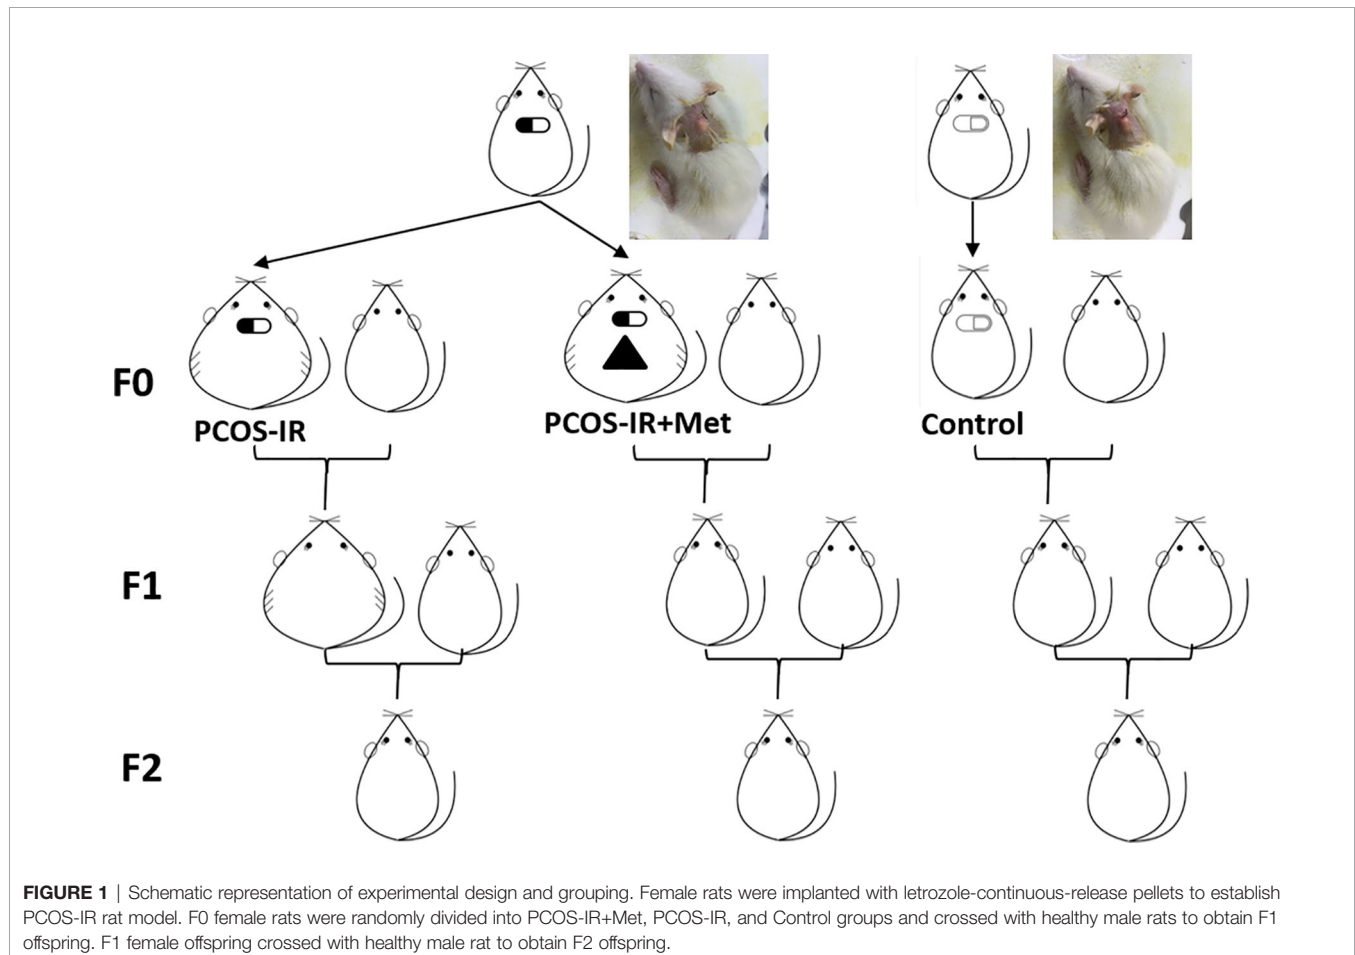 F0
PCOS-IR
PCOS-IR+Met
Control
F1
F2
FIGURE 1 | Schematic representation of experimental design and grouping. Female rats were implanted with letrozole-continuous-release pellets to establish
PCOS-IR rat model. F0 female rats were randomly divided into PCOS-IR+Met, PCOS-IR, and Control groups and crossed with healthy male rats to obtain F1
offspring. F1 female offspring crossed with healthy male rat to obtain F2 offspring.